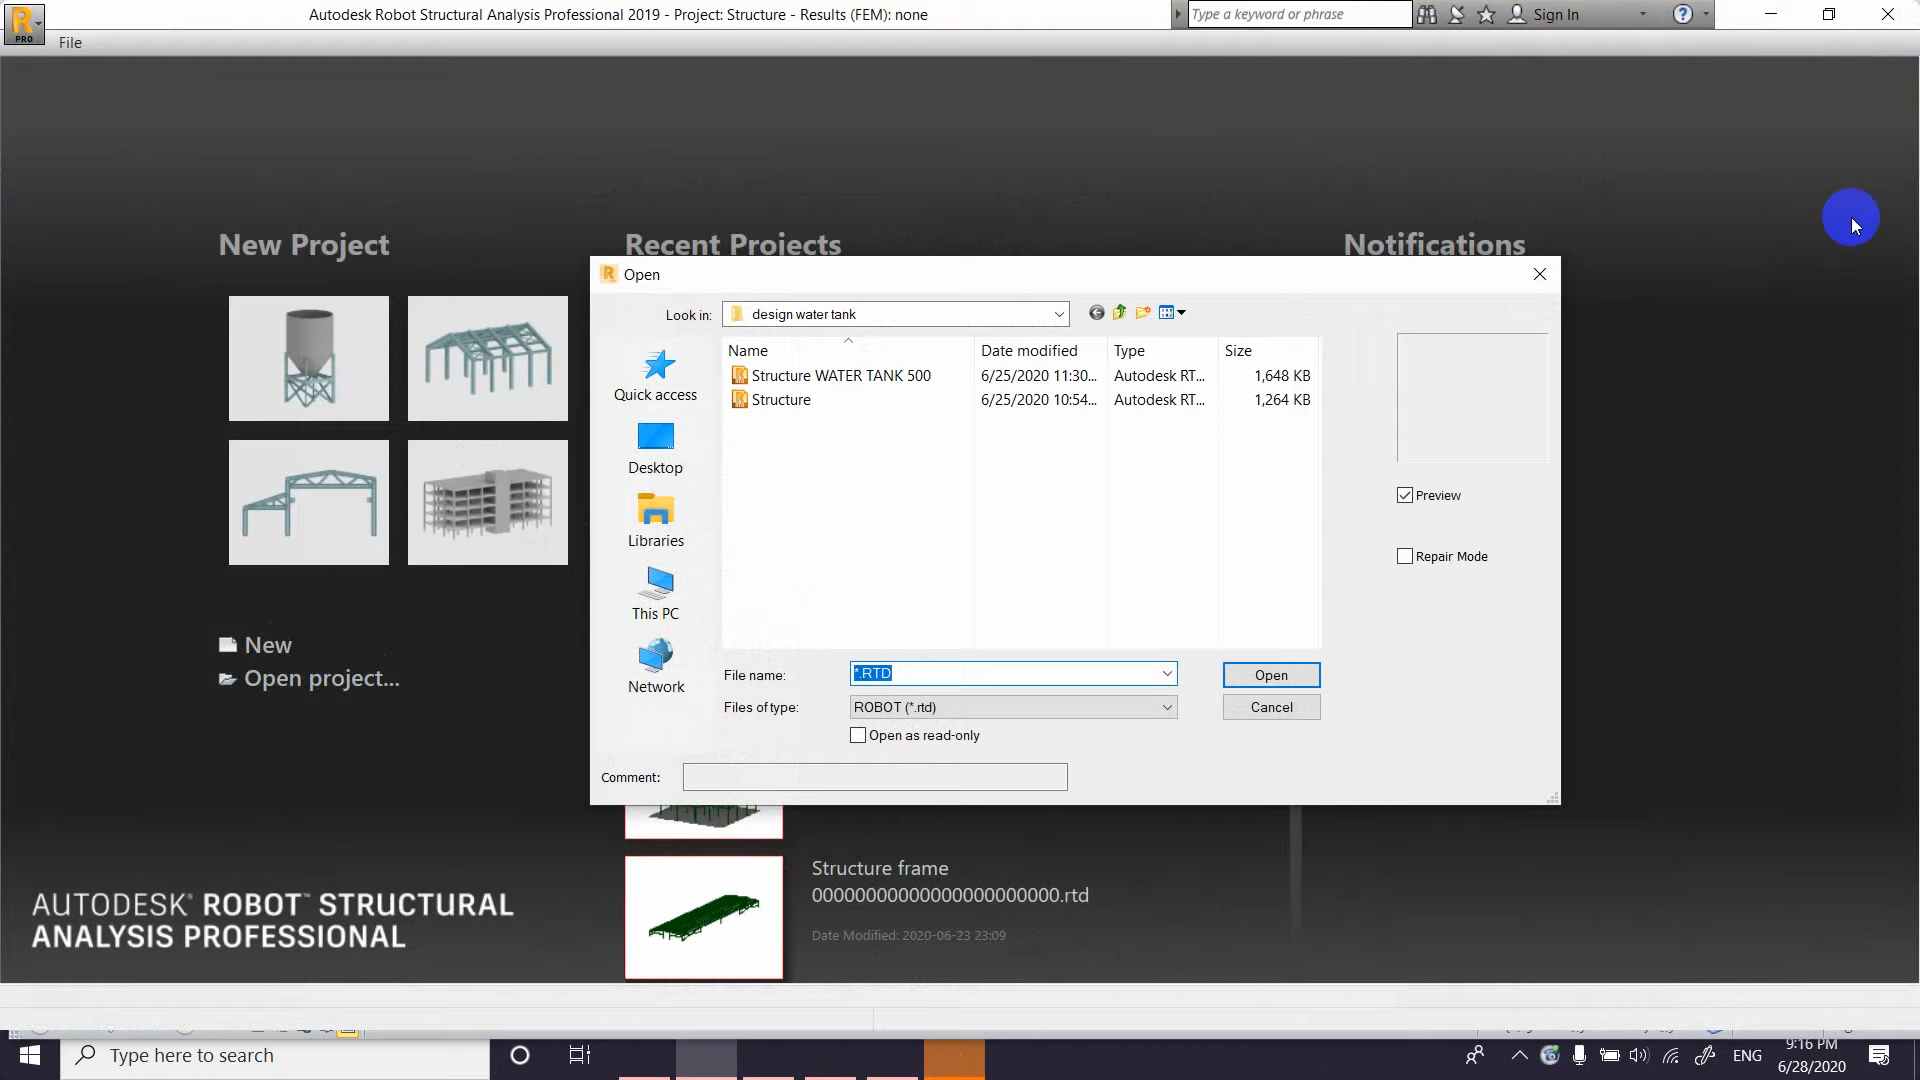 Autodesk Robot Structural Analysis Professional 2019 - Project: Structure - Results (FEM): none
Type a keyword or phrase
Sign In
PRO
File
New Project
Recent Projects
Notifications
Open
Look in:
design water tank
Name
Date modified
Type
Size
Structure WATER TANK 500
6/25/2020 11:30...
Autodesk RT...
1,648 KB
Structure
6/25/2020 10:54...
Autodesk RT...
1,264 KB
Quick access
Desktop
Libraries
This PC
Network
Preview
Repair Mode
File name:
*.RTD
Open
Files of type:
ROBOT (*.rtd)
Cancel
Open as read-only
Comment:
New
Open project...
Structure frame
00000000000000000000000.rtd
Date Modified: 2020-06-23 23:09
AUTODESK® ROBOT™ STRUCTURAL
ANALYSIS PROFESSIONAL
Type here to search
ENG
9:16 PM
6/28/2020